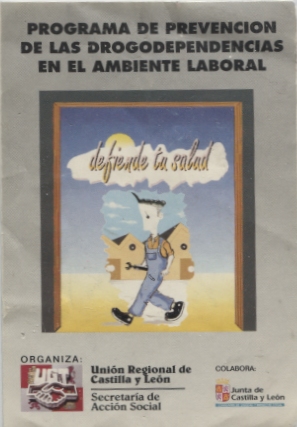 PROGRAMA DE PREVENCION
DE LAS DROGODEPENDENCIAS
EN EL AMBIENTE LABORAL
defiende tu salud
ORGANIZA:
UGT
Unión Regional de
Castilla y León
Secretaría de
Acción Social
COLABORA:
Junta de
Castilla y León